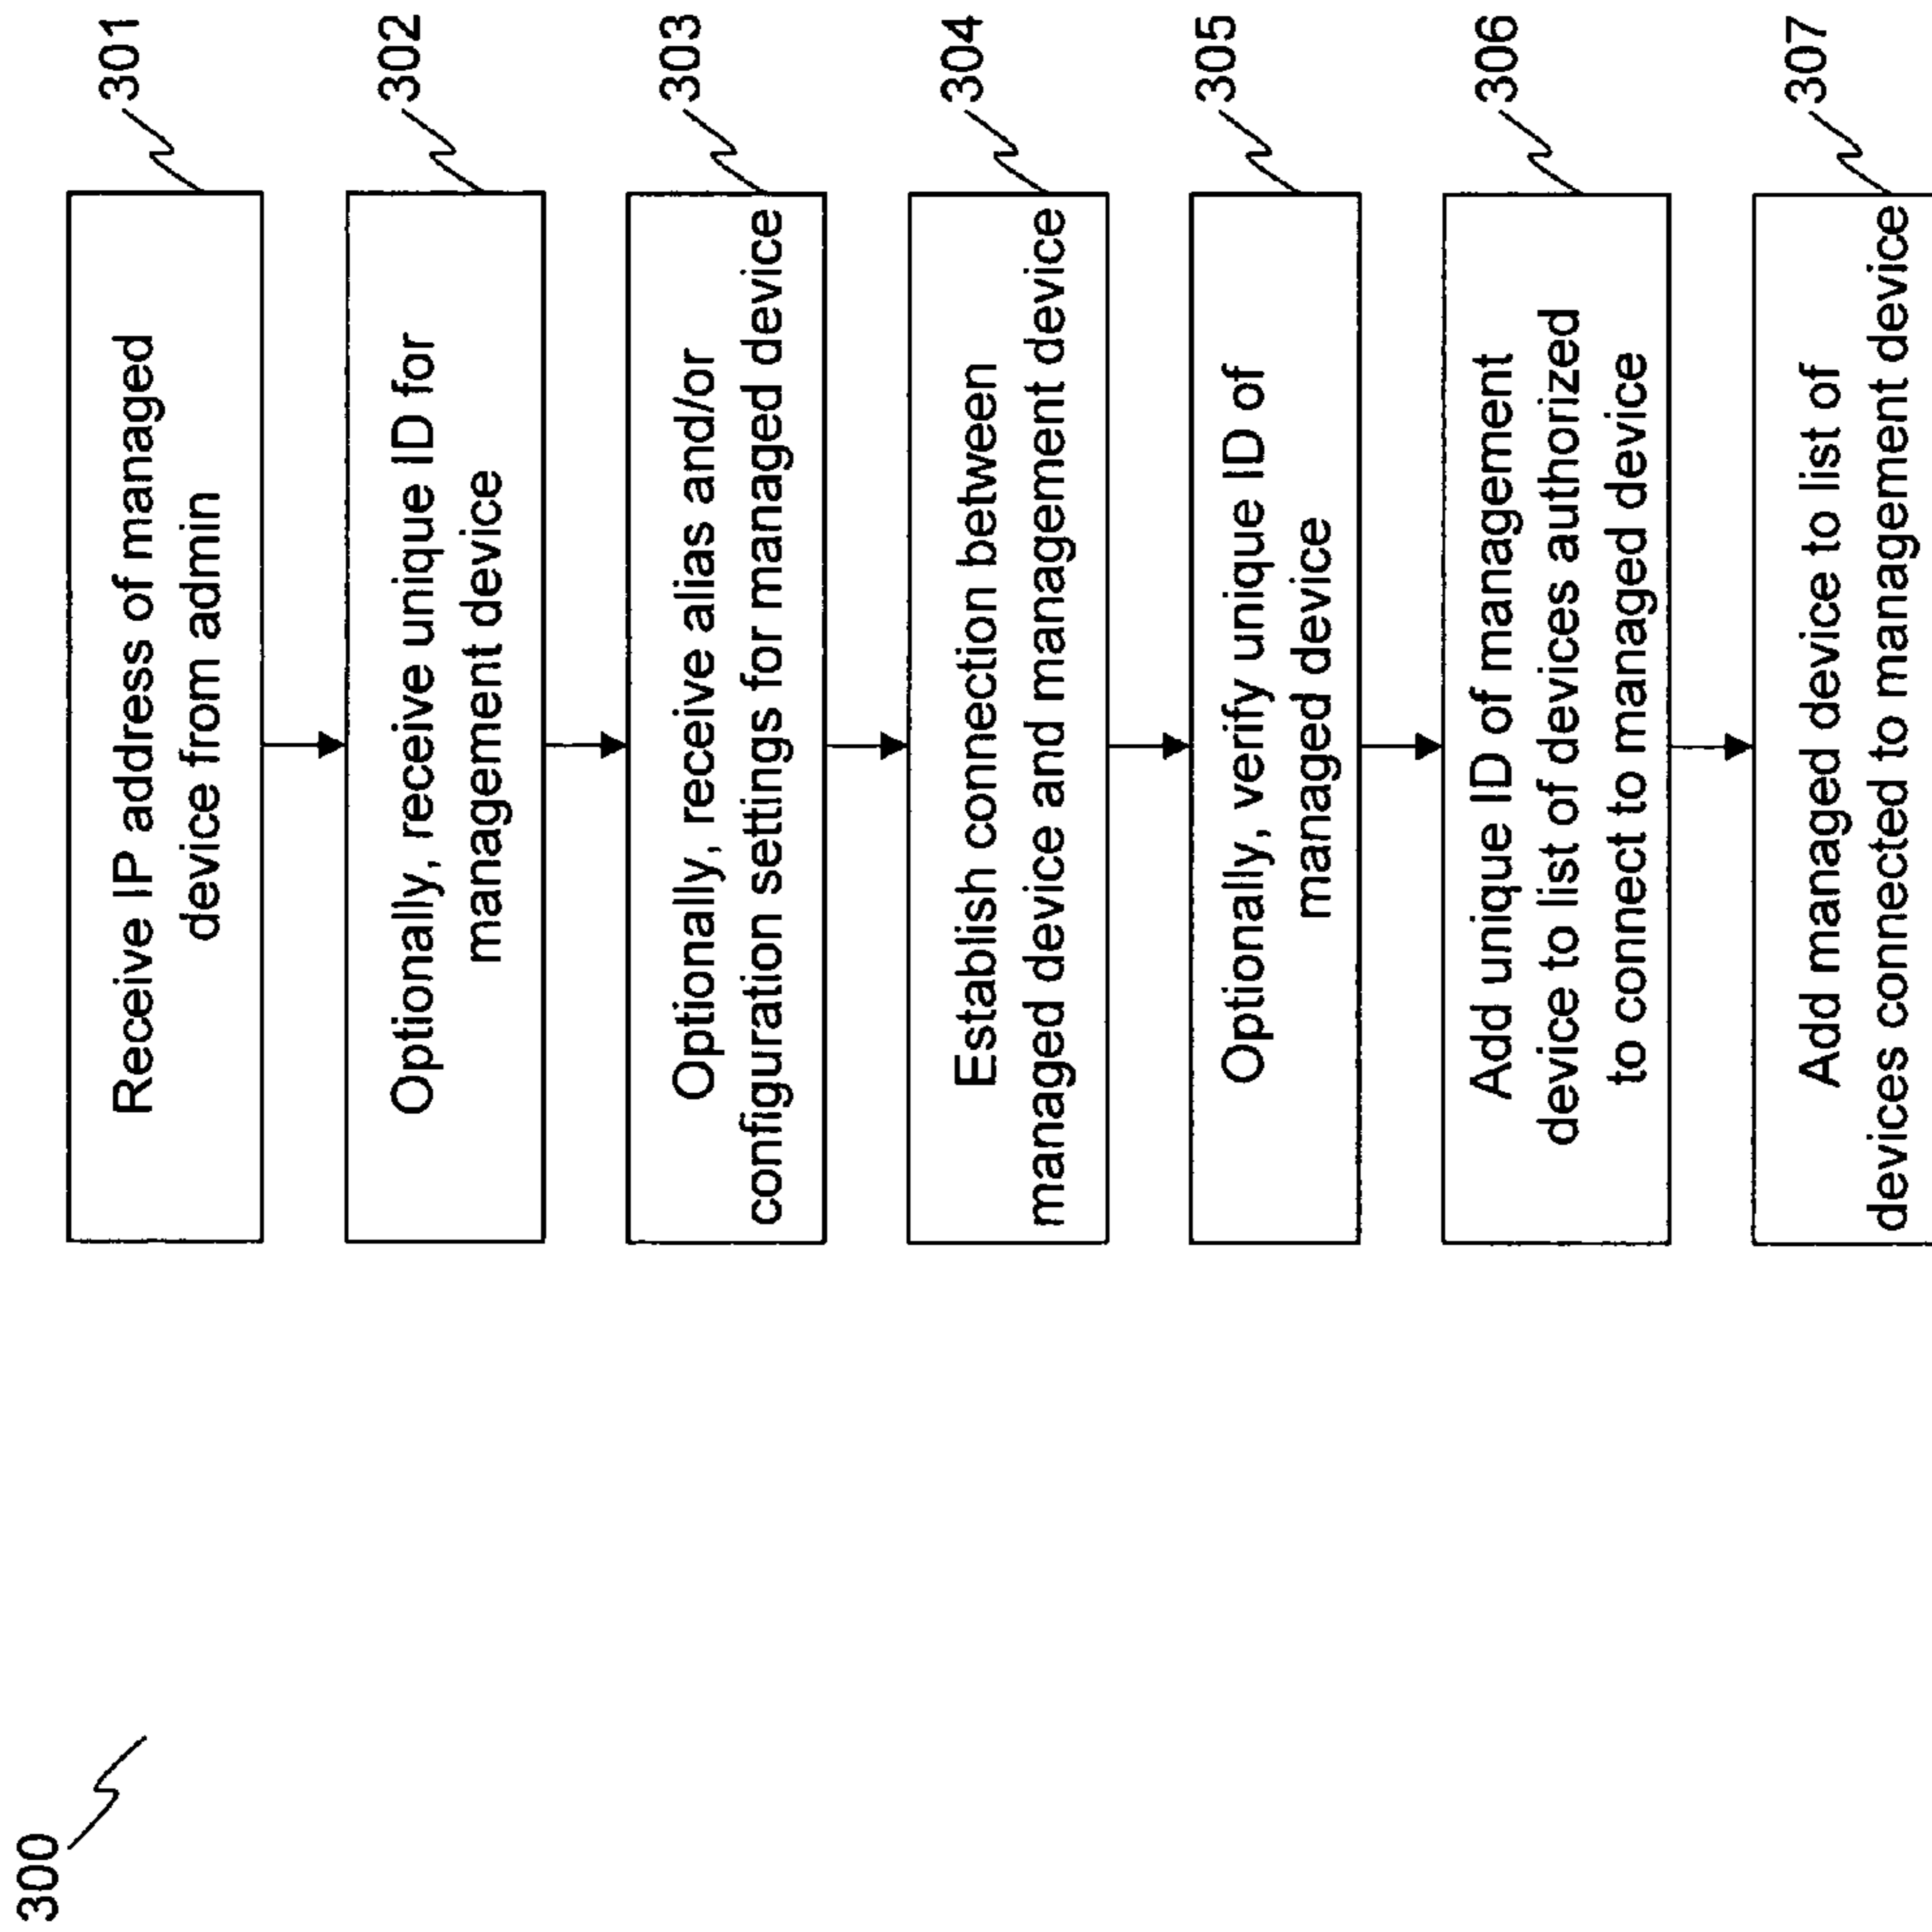 300
Receive IP address of managed
device from admin
301
Optionally, receive unique ID for
management device
302
Optionally, receive alias and/or
configuration settings for managed device
303
Establish connection between
managed device and management device
304
Optionally, verify unique ID of
managed device
305
Add unique ID of management
device to list of devices authorized
to connect to managed device
306
Add managed device to list of
devices connected to management device
307